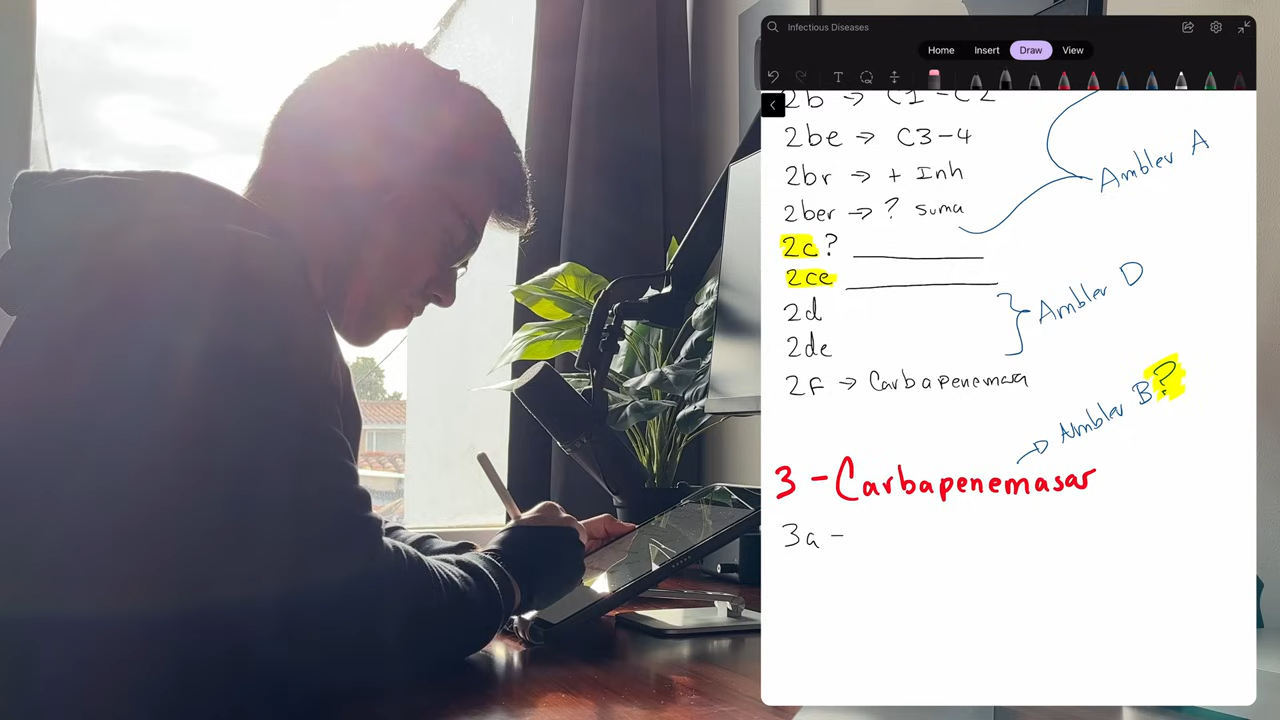 Infectious Diseases
Home Insert Draw View
T
2b → C1-C2
2be → C3-4
2br → + Inh
2ber → ? suma
Ambler A
2c?
2ce
2d
2de
Ambler D
2f → Carbapenemasa
→ Ambler B?
3 - Carbapenemasas
3a -